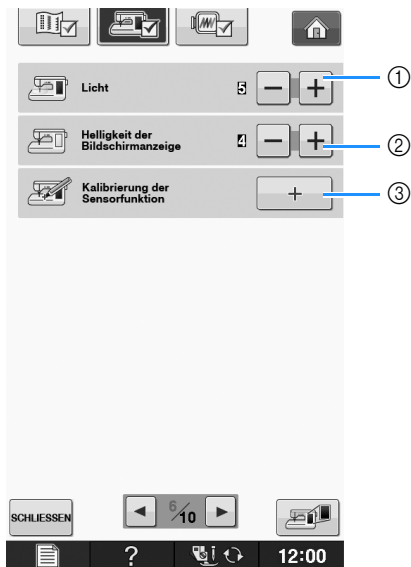 Licht 5 − + ①
Helligkeit der
Bildschirmanzeige 4 − + ②
Kalibrierung der
Sensorfunktion + ③
SCHLIESSEN 6/10
? 12:00